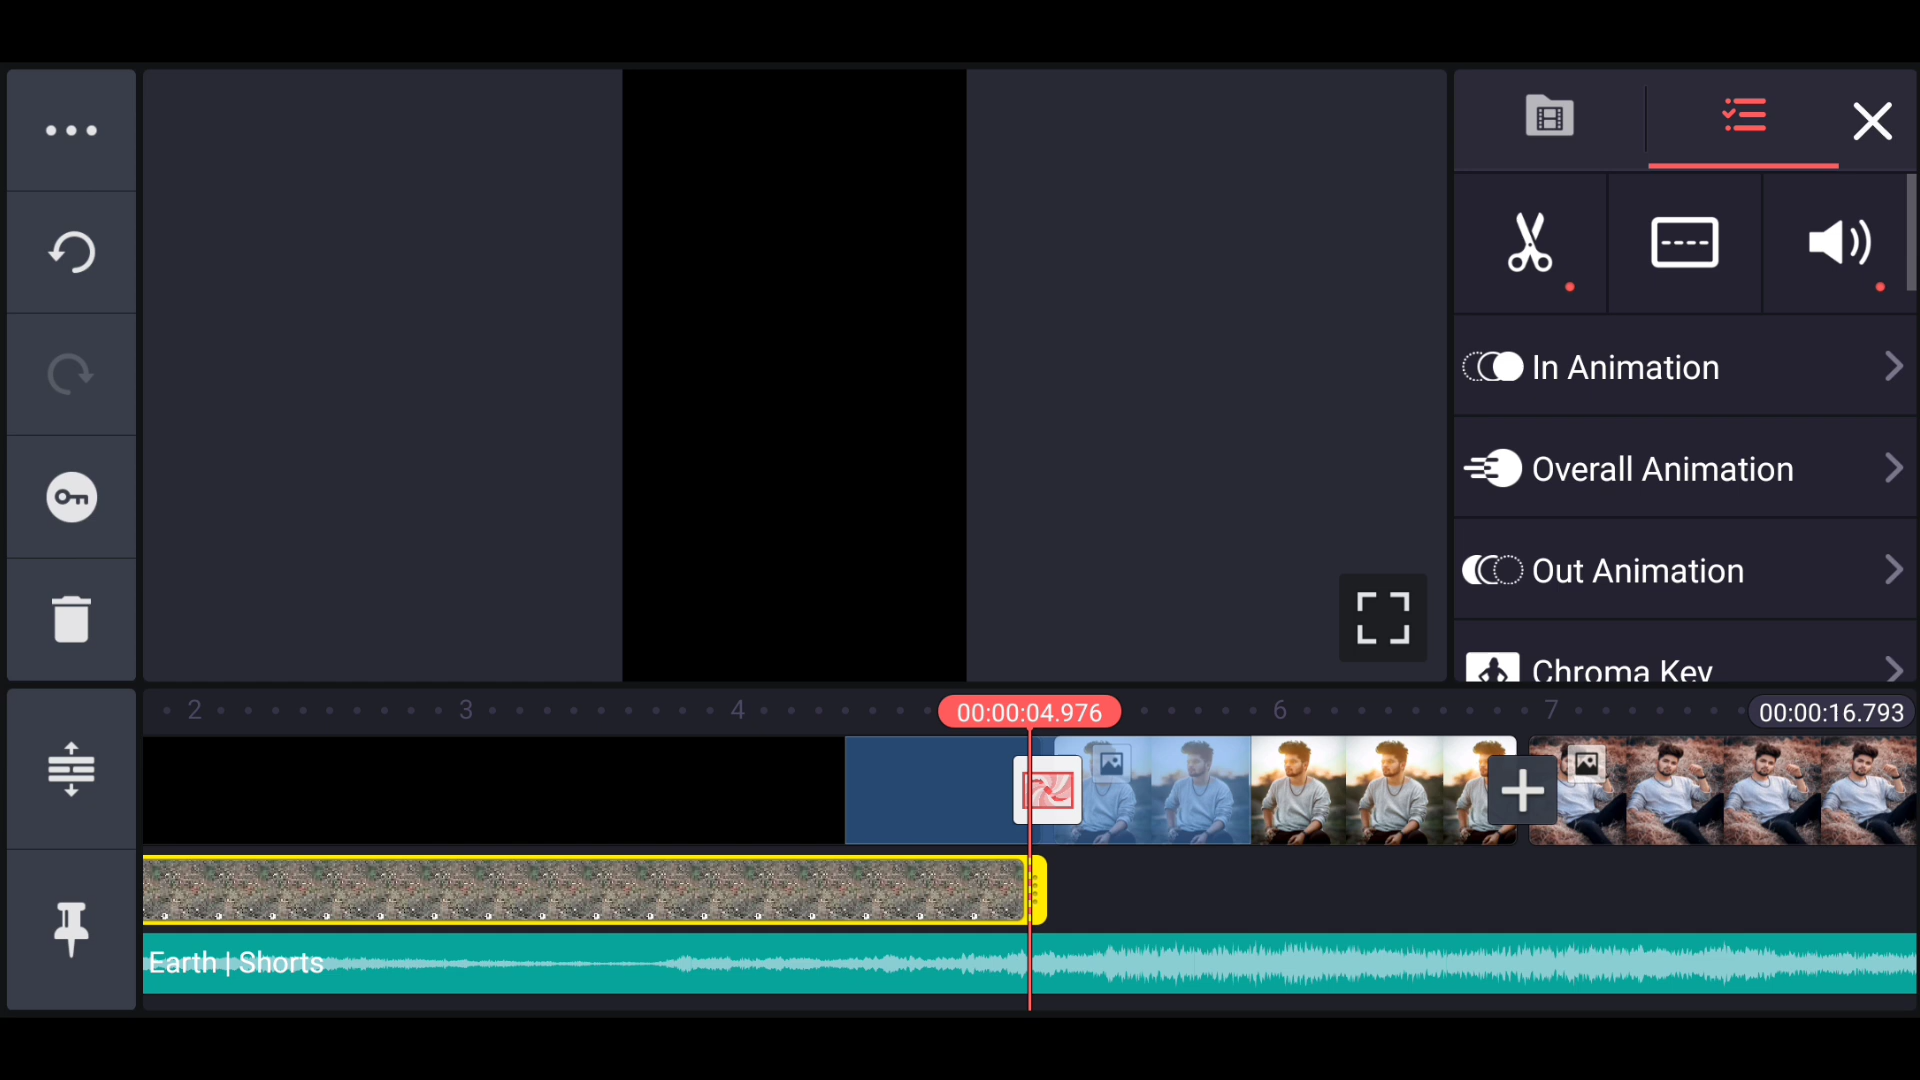 In Animation
Overall Animation
Out Animation
Chroma Key
2
3
4
00:00:04.976
6
7
00:00:16.793
Earth | Shorts